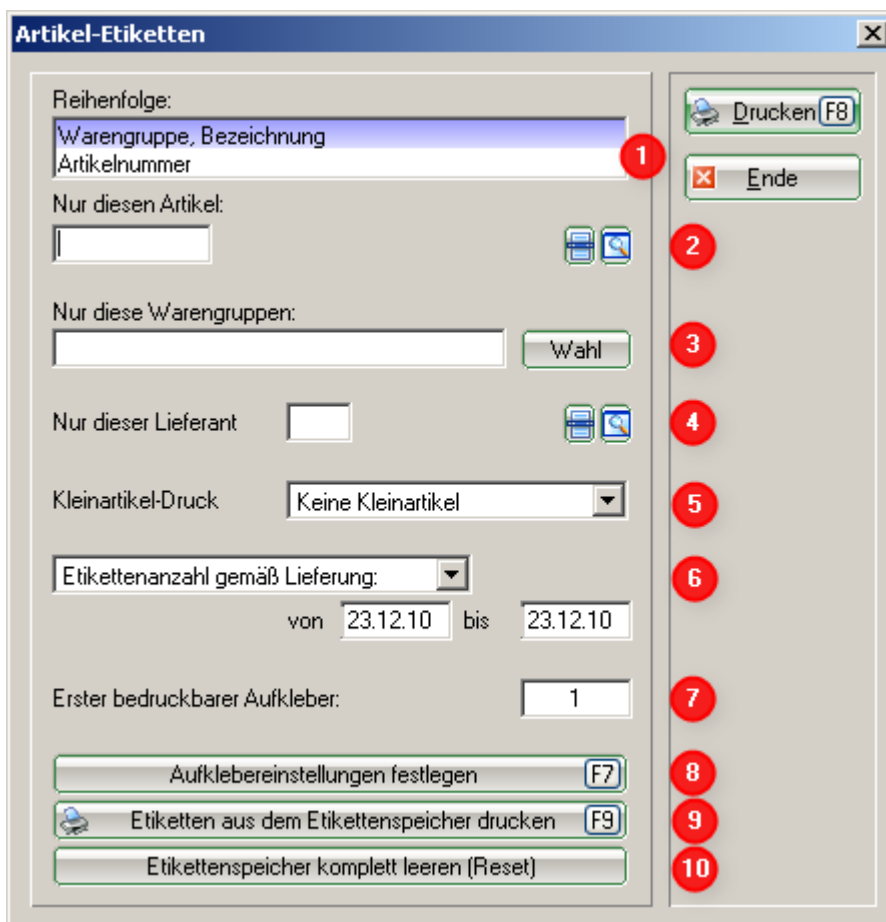 Artikel-Etiketten
Reihenfolge:
Warengruppe, Bezeichnung
Artikelnummer
1
Drucken F8
Ende
Nur diesen Artikel:
2
Nur diese Warengruppen:
Wahl
3
Nur dieser Lieferant
4
Kleinartikel-Druck Keine Kleinartikel
5
Etikettenanzahl gemäß Lieferung:
6
von 23.12.10 bis 23.12.10
Erster bedruckbarer Aufkleber: 1
7
Aufklebereinstellungen festlegen F7
8
Etiketten aus dem Etikettenspeicher drucken F9
9
Etikettenspeicher komplett leeren (Reset)
10